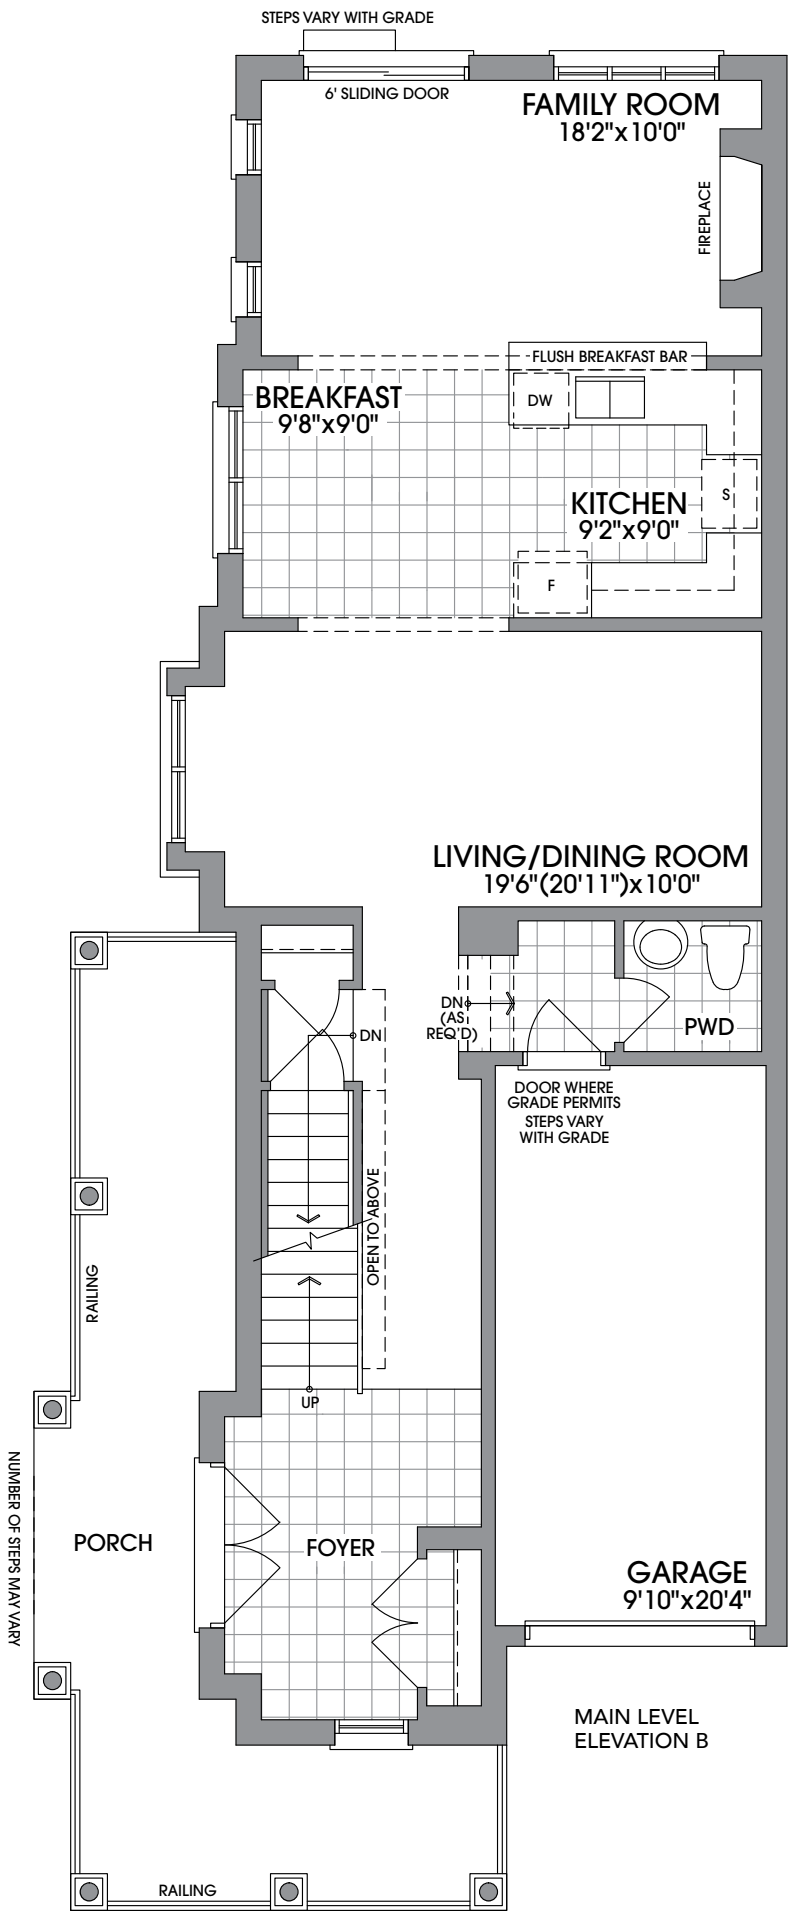 STEPS VARY WITH GRADE
6' SLIDING DOOR
FAMILY ROOM
18'2"x10'0"
FIREPLACE
FLUSH BREAKFAST BAR
BREAKFAST
9'8"x9'0"
DW
KITCHEN
9'2"x9'0"
S
F
LIVING/DINING ROOM
19'6"(20'11")x10'0"
DN
(AS
REQ'D)
DN
PWD
DOOR WHERE
GRADE PERMITS
STEPS VARY
WITH GRADE
OPEN TO ABOVE
RAILING
UP
NUMBER OF STEPS MAY VARY
PORCH
FOYER
GARAGE
9'10"x20'4"
MAIN LEVEL
ELEVATION B
RAILING